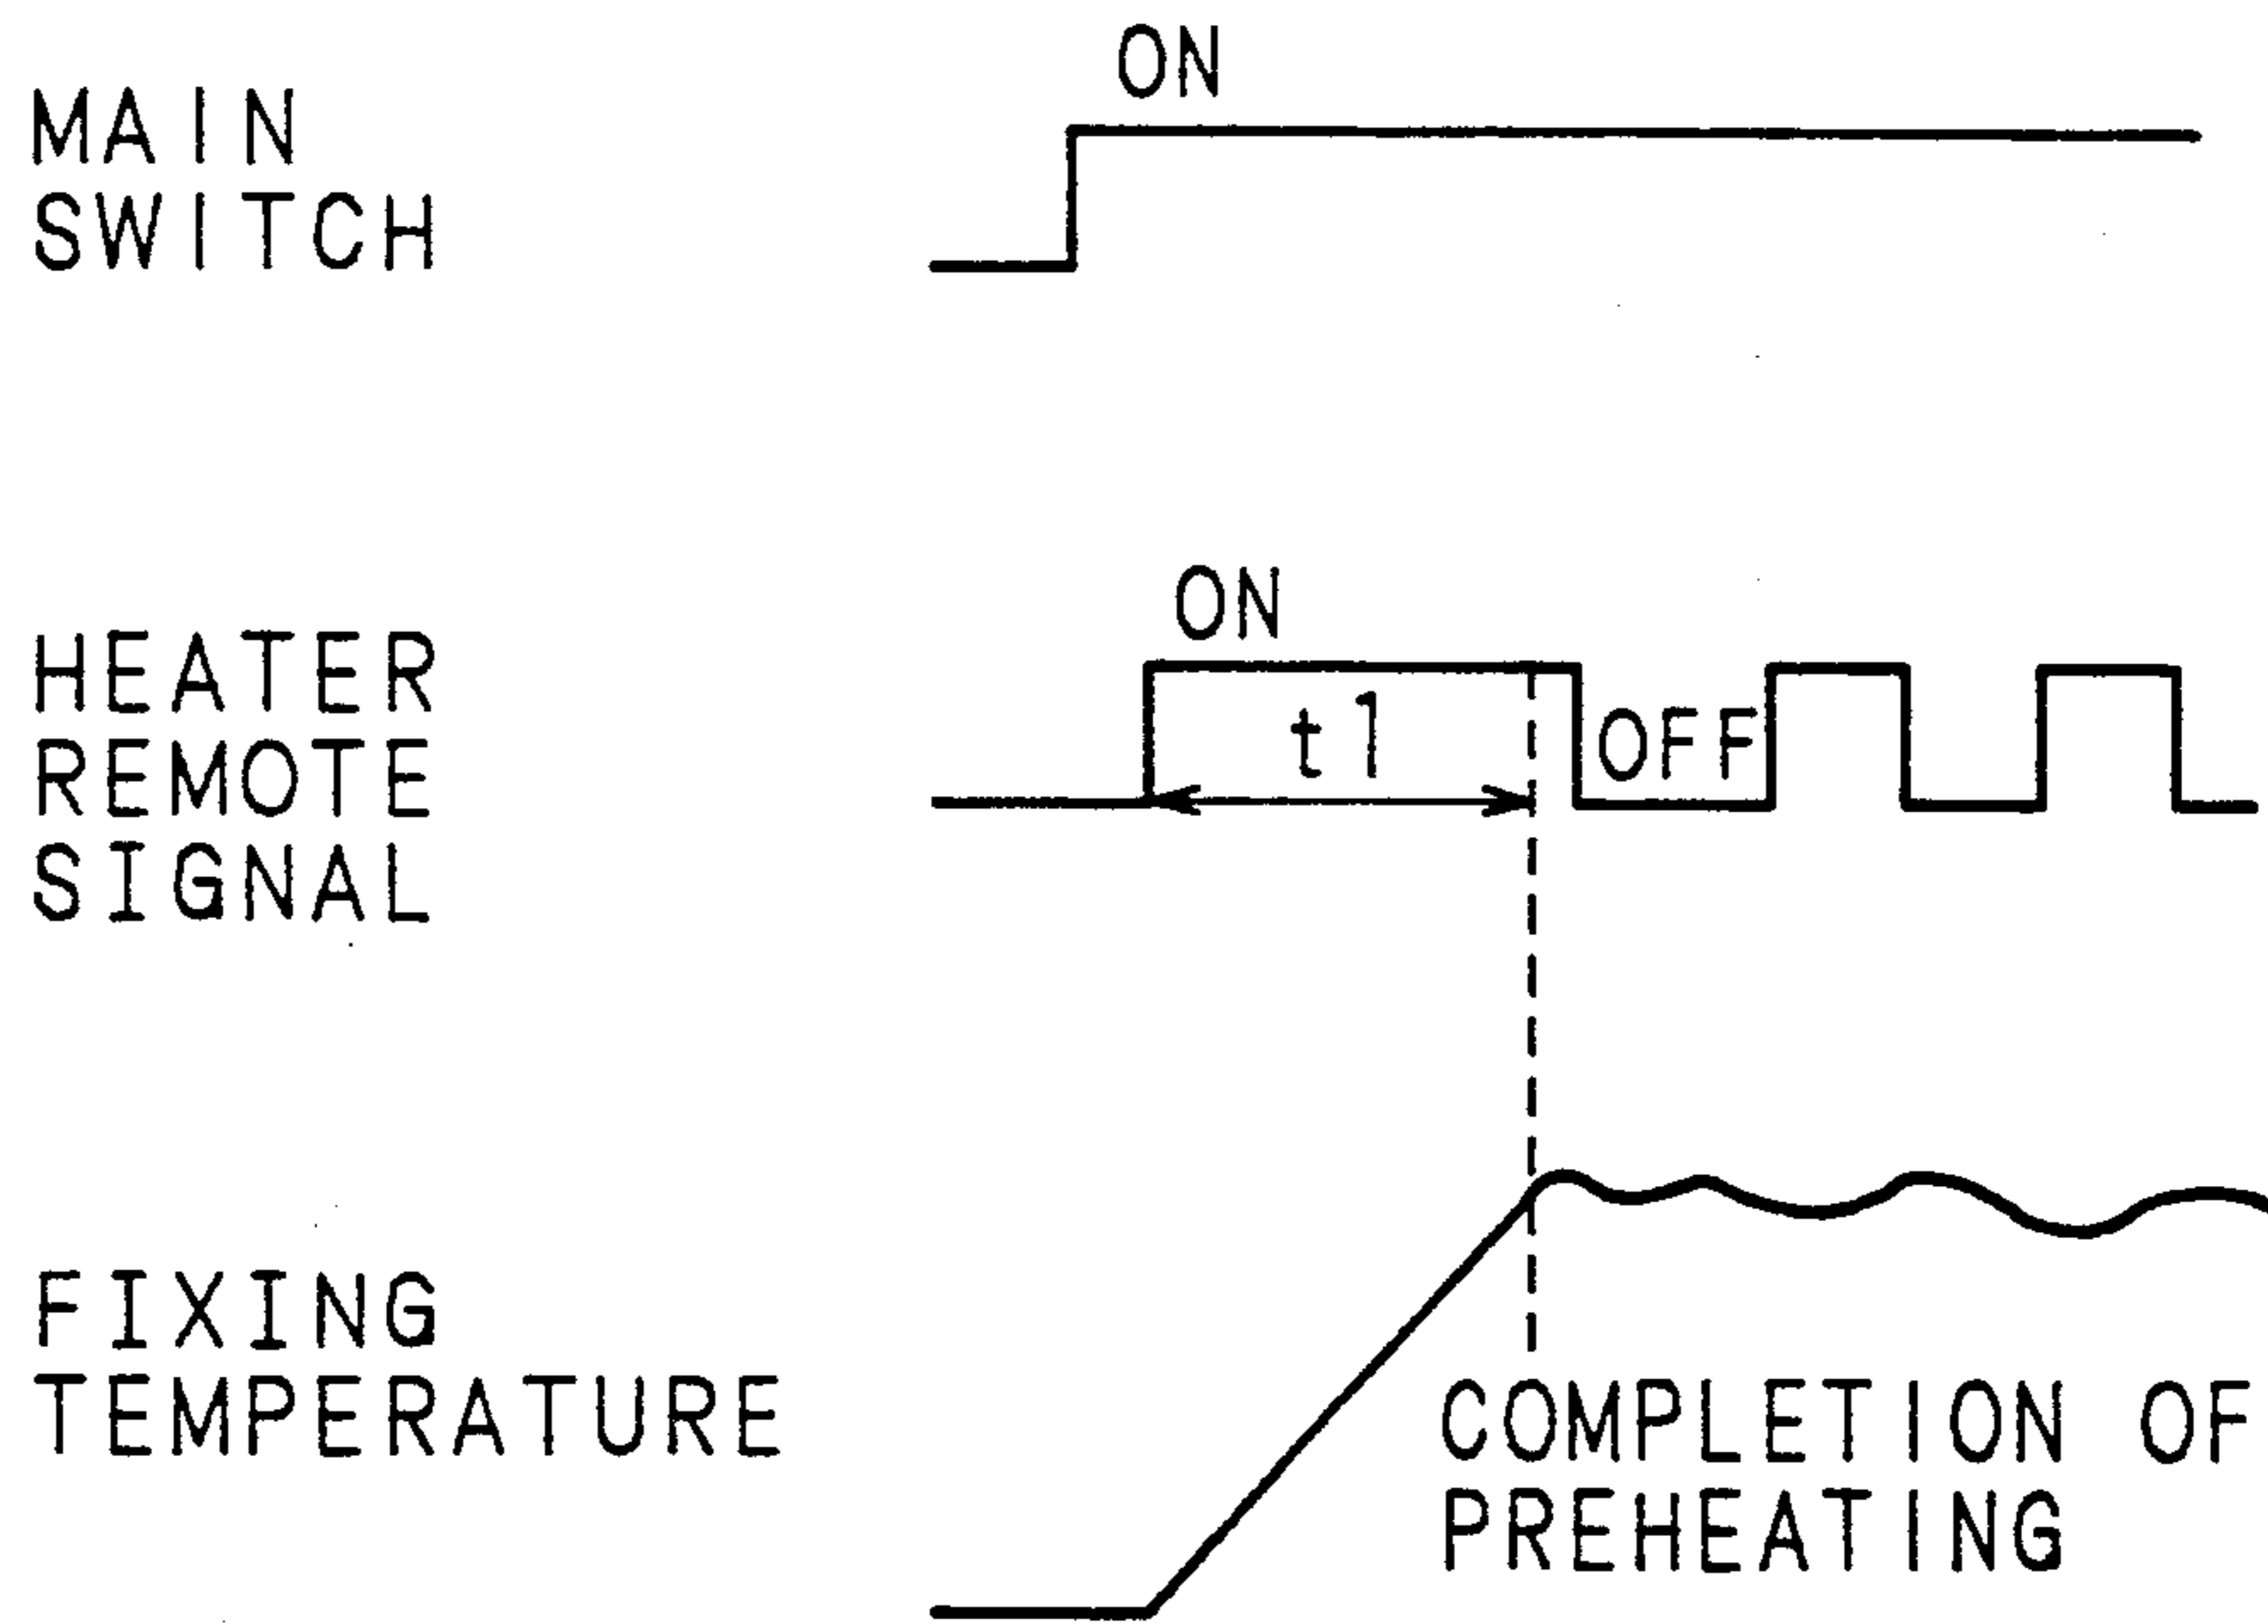 ON
MAIN
SWITCH
ON
HEATER
REMOTE
SIGNAL
t1
OFF
FIXING
TEMPERATURE
COMPLETION OF
PREHEATING